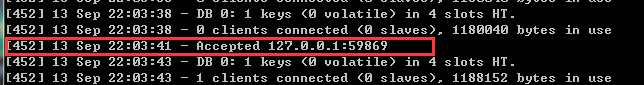 [452] 13 Sep 22:03:38 - DB 0: 1 keys (0 volatile) in 4 slots HT.
[452] 13 Sep 22:03:38 - 0 clients connected (0 slaves), 1180040 bytes in use
[452] 13 Sep 22:03:41 - Accepted 127.0.0.1:59869
[452] 13 Sep 22:03:43 - DB 0: 1 keys (0 volatile) in 4 slots HT.
[452] 13 Sep 22:03:43 - 1 clients connected (0 slaves), 1188152 bytes in use